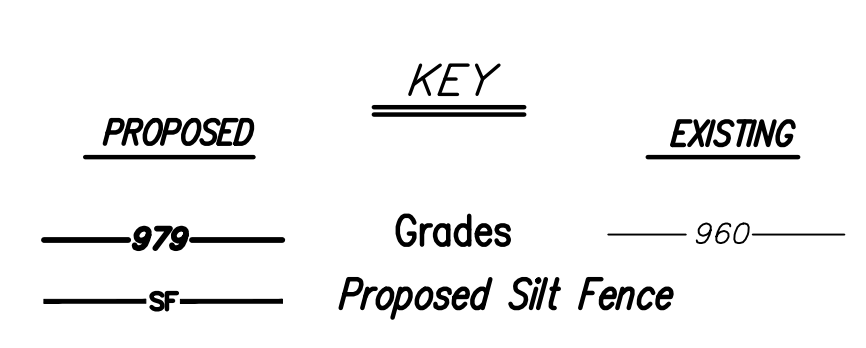 KEY
PROPOSED EXISTING
979 Grades 960
SF Proposed Silt Fence